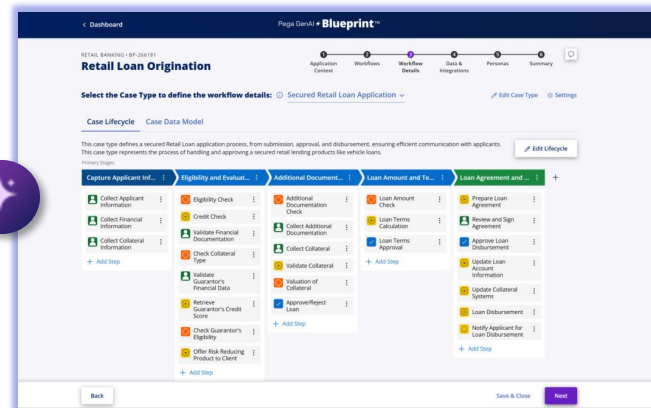 < Dashboard
Pega GenAI Blueprint™
RETAIL BANKING • BP-266181
Retail Loan Origination
1 2 3 4 5 6
Application Context
Workflows
Workflow Details
Data & Integrations
Personas
Summary
Select the Case Type to define the workflow details:
Secured Retail Loan Application
Edit Case Type
Settings
Case Lifecycle
Case Data Model
This case type defines a secured Retail Loan application process, from submission, approval, and disbursement, ensuring efficient communication with applicants.
This case type represents the process of handling and approving a secured retail lending products like vehicle loans.
Edit Lifecycle
Primary Stages
Capture Applicant Inf...
Collect Applicant
Information
Collect Financial
Information
Collect Collateral
Information
+ Add Step
Eligibility and Evaluat...
Eligibility Check
Credit Check
Validate Financial
Documentation
Check Collateral
Type
Validate
Guarantor's
Financial Data
Retrieve
Guarantor's Credit
Score
Check Guarantor's
Eligibility
Offer Risk Reducing
Product to Client
+ Add Step
Additional Document...
Additional
Documentation
Check
Collect Additional
Documentation
Collect Collateral
Validate Collateral
Valuation of
Collateral
Approve/Reject
Loan
+ Add Step
Loan Amount and Te...
Loan Amount
Check
Loan Terms
Calculation
Loan Terms
Approval
+ Add Step
Loan Agreement and ...
Prepare Loan
Agreement
Review and Sign
Agreement
Approve Loan
Disbursement
Update Loan
Account
Information
Update Collateral
Systems
Loan Disbursement
Notify Applicant for
Loan Disbursement
+ Add Step
+
Back
Save & Close
Next